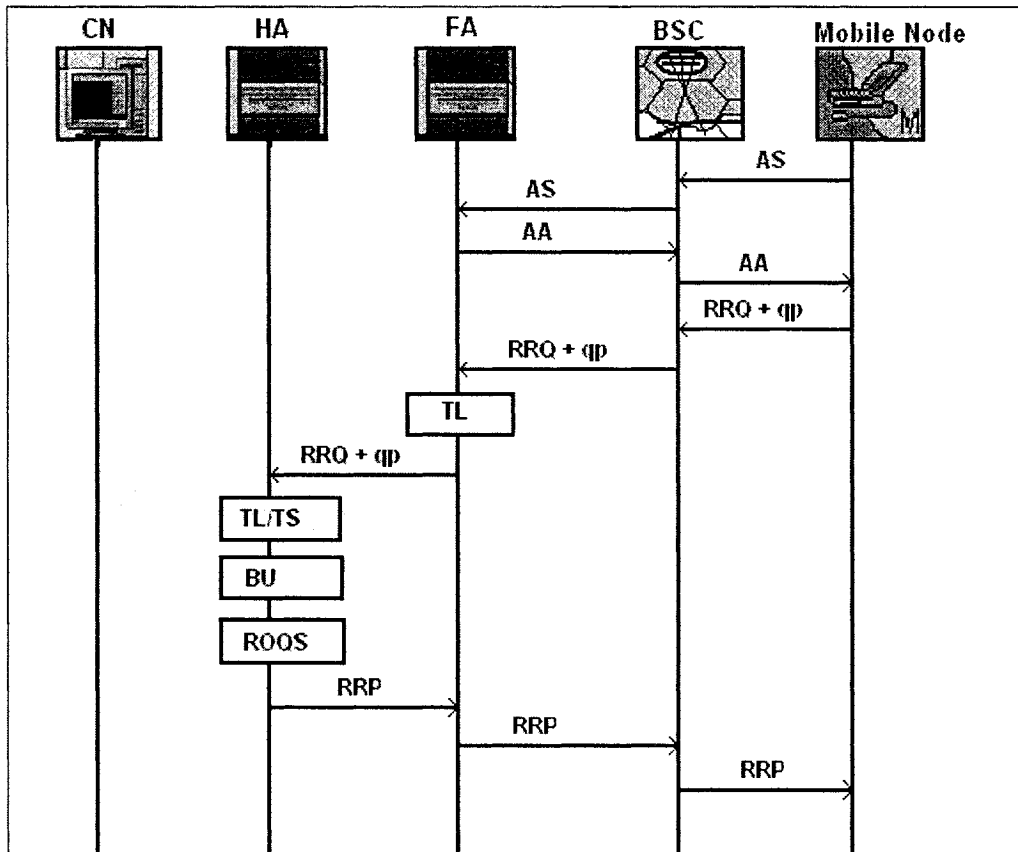 CN HA FA BSC Mobile Node
M
AS
AS
AA
AA
RRQ + qp
RRQ + qp
TL
RRQ + qp
TL/TS
BU
ROQS
RRP
RRP
RRP